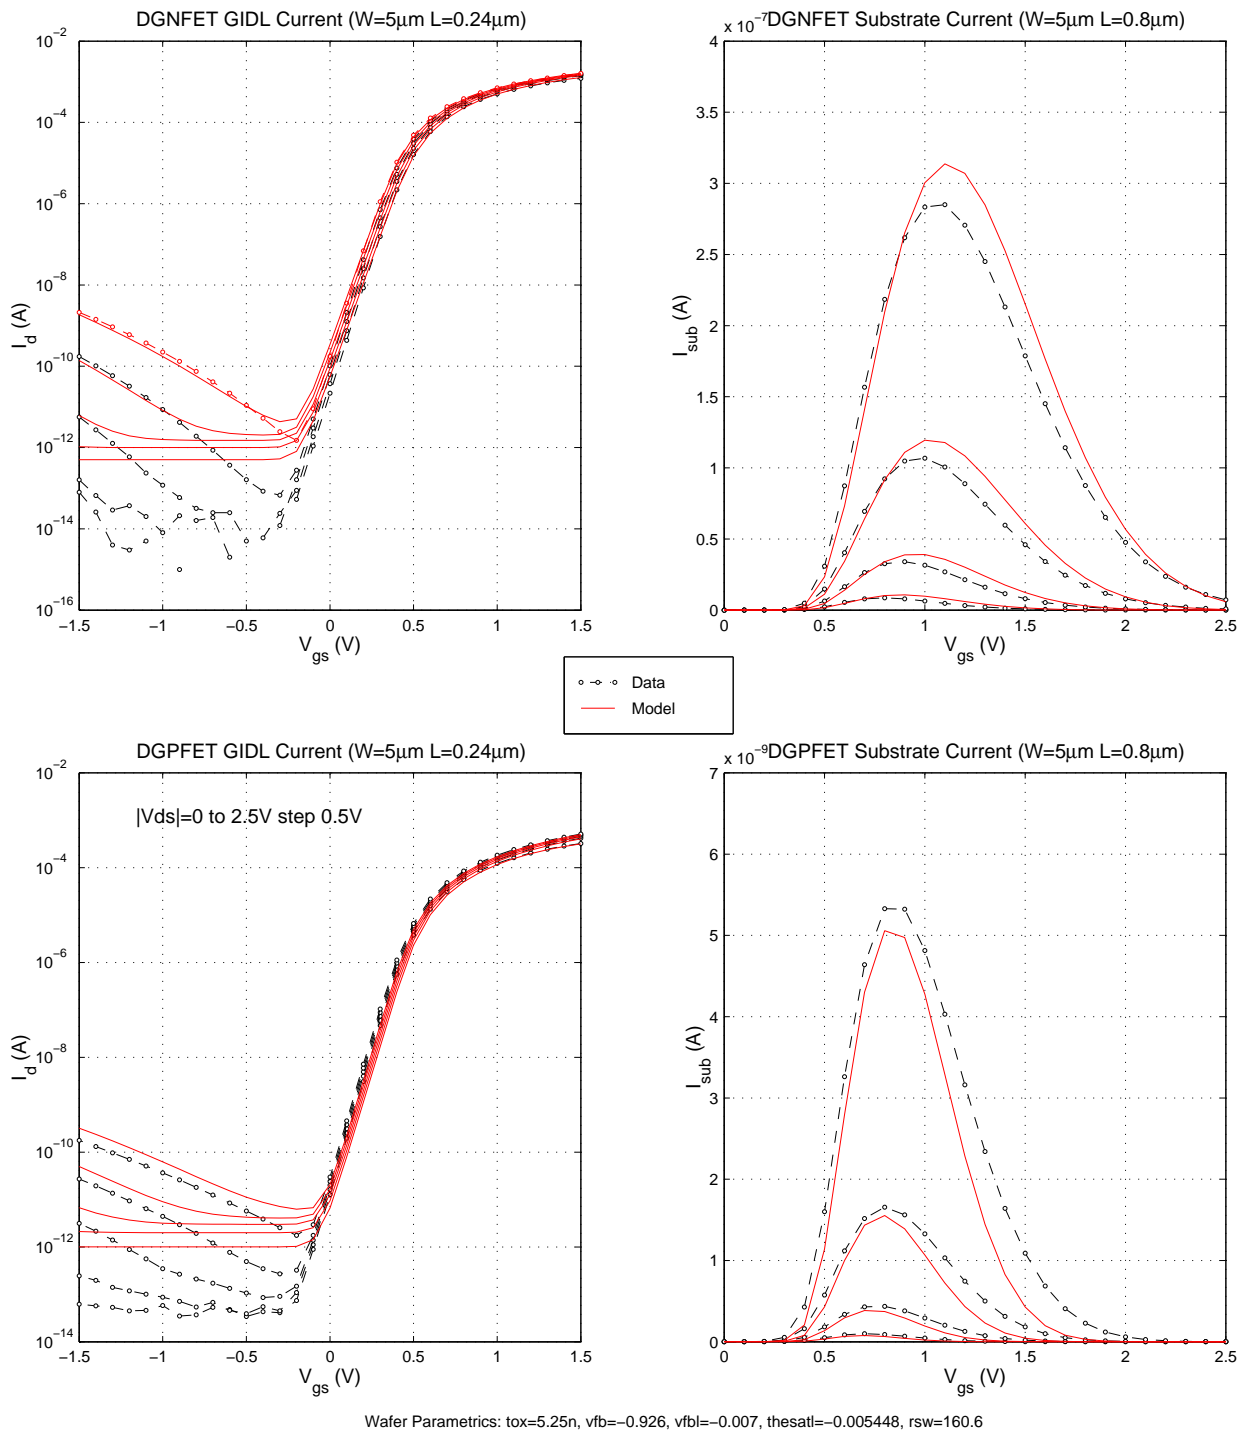 DGNFET GIDL Current (W=5μm L=0.24μm)
10^−2
10^−4
10^−6
10^−8
10^−10
10^−12
10^−14
10^−16
I_d (A)
−1.5 −1 −0.5 0 0.5 1 1.5
V_gs (V)
x 10^−7 DGNFET Substrate Current (W=5μm L=0.8μm)
4
3.5
3
2.5
2
1.5
1
0.5
0
I_sub (A)
0 0.5 1 1.5 2 2.5
V_gs (V)
Data
Model
DGPFET GIDL Current (W=5μm L=0.24μm)
|Vds|=0 to 2.5V step 0.5V
10^−2
10^−4
10^−6
10^−8
10^−10
10^−12
10^−14
I_d (A)
−1.5 −1 −0.5 0 0.5 1 1.5
V_gs (V)
x 10^−9 DGPFET Substrate Current (W=5μm L=0.8μm)
7
6
5
4
3
2
1
0
I_sub (A)
0 0.5 1 1.5 2 2.5
V_gs (V)
Wafer Parametrics: tox=5.25n, vfb=−0.926, vfbl=−0.007, thesatl=−0.005448, rsw=160.6